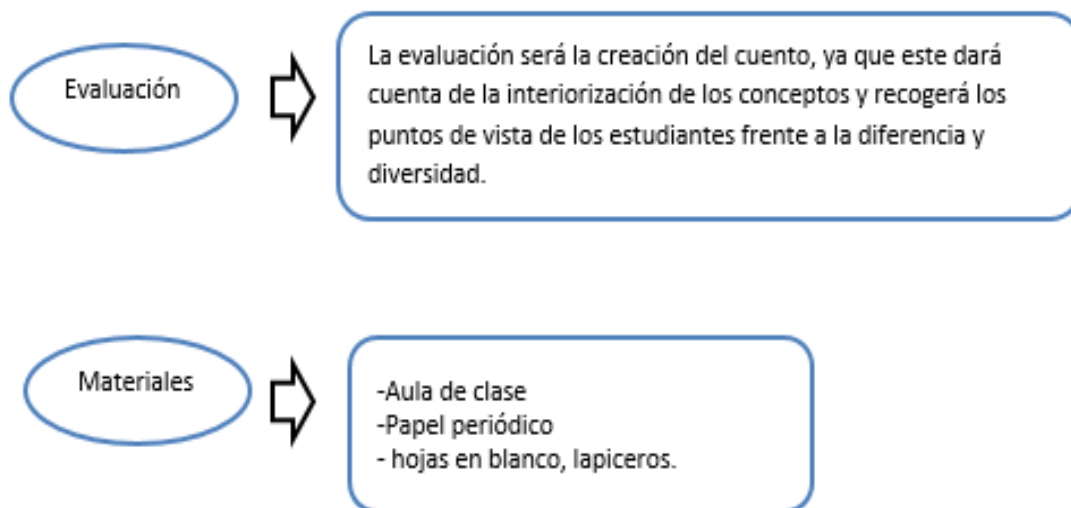 Evaluación
La evaluación será la creación del cuento, ya que este dará
cuenta de la interiorización de los conceptos y recogerá los
puntos de vista de los estudiantes frente a la diferencia y
diversidad.
Materiales
-Aula de clase
-Papel periódico
- hojas en blanco, lapiceros.